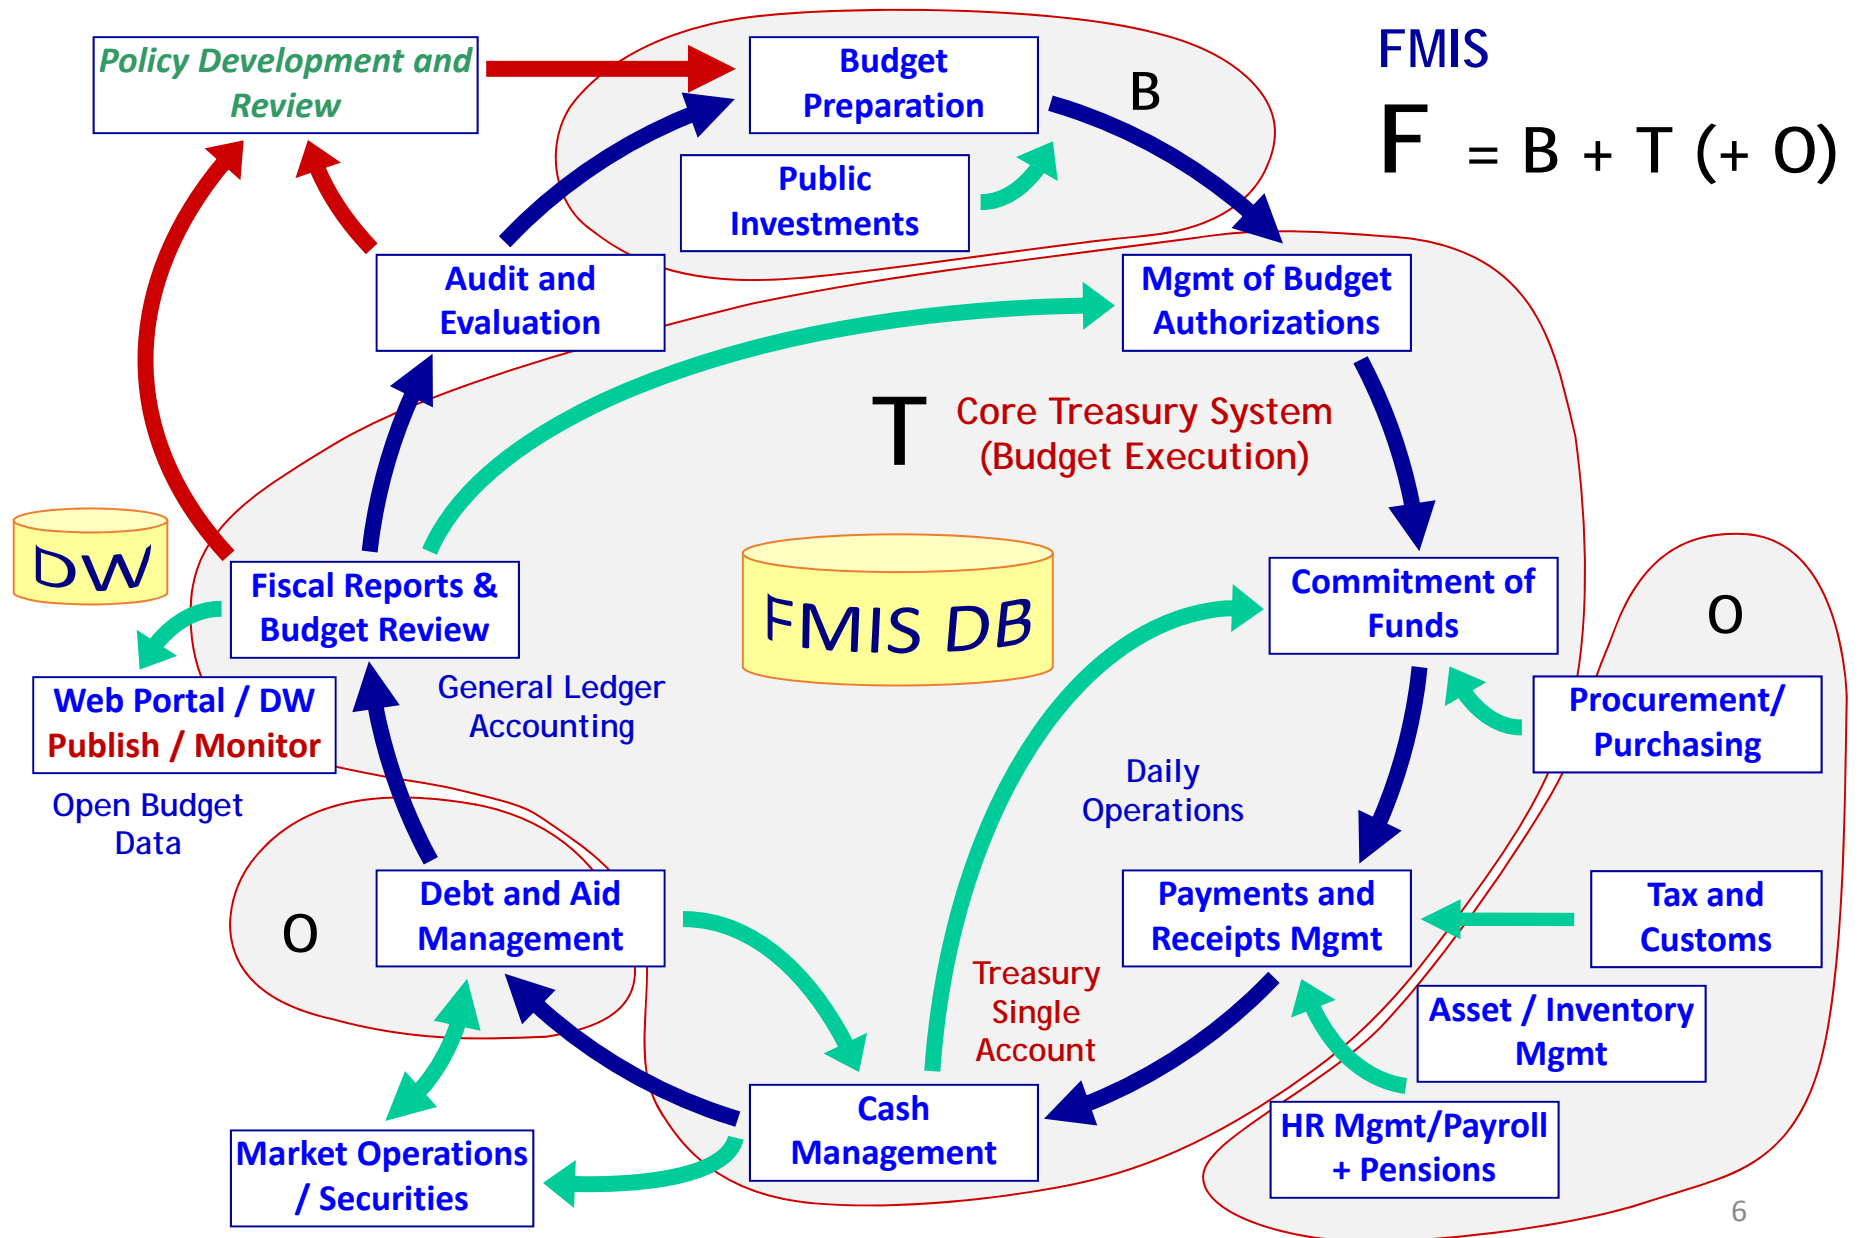 Policy Development and
Review
Budget
Preparation
B
FMIS
F = B + T (+ O)
Public
Investments
Audit and
Evaluation
Mgmt of Budget
Authorizations
T
Core Treasury System
(Budget Execution)
DW
FMIS DB
Fiscal Reports &
Budget Review
Commitment of
Funds
O
Web Portal / DW
Publish / Monitor
General Ledger
Accounting
Procurement/
Purchasing
Open Budget
Data
Daily
Operations
O
Debt and Aid
Management
Payments and
Receipts Mgmt
Tax and
Customs
Treasury
Single
Account
Asset / Inventory
Mgmt
Cash
Management
HR Mgmt/Payroll
+ Pensions
Market Operations
/ Securities
6